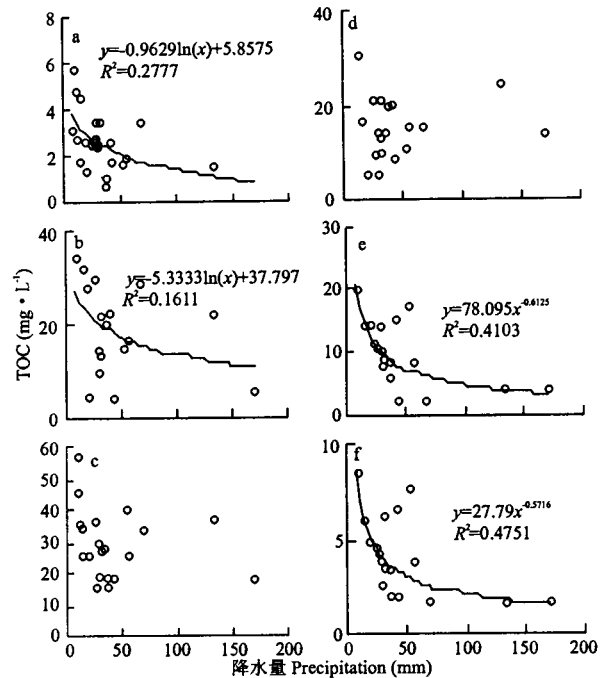 8
6
4
2
0
a
y=-0.9629ln(x)+5.8575
R²=0.2777
40
20
0
d
40
20
0
b
y=-5.3333ln(x)+37.797
R²=0.1611
30
20
10
0
e
y=78.095x^-0.6125
R²=0.4103
TOC (mg·L⁻¹)
60
50
40
30
20
10
0
c
0 50 100 150 200
10
5
0
f
y=27.79x^-0.5716
R²=0.4751
0 50 100 150 200
降水量 Precipitation (mm)